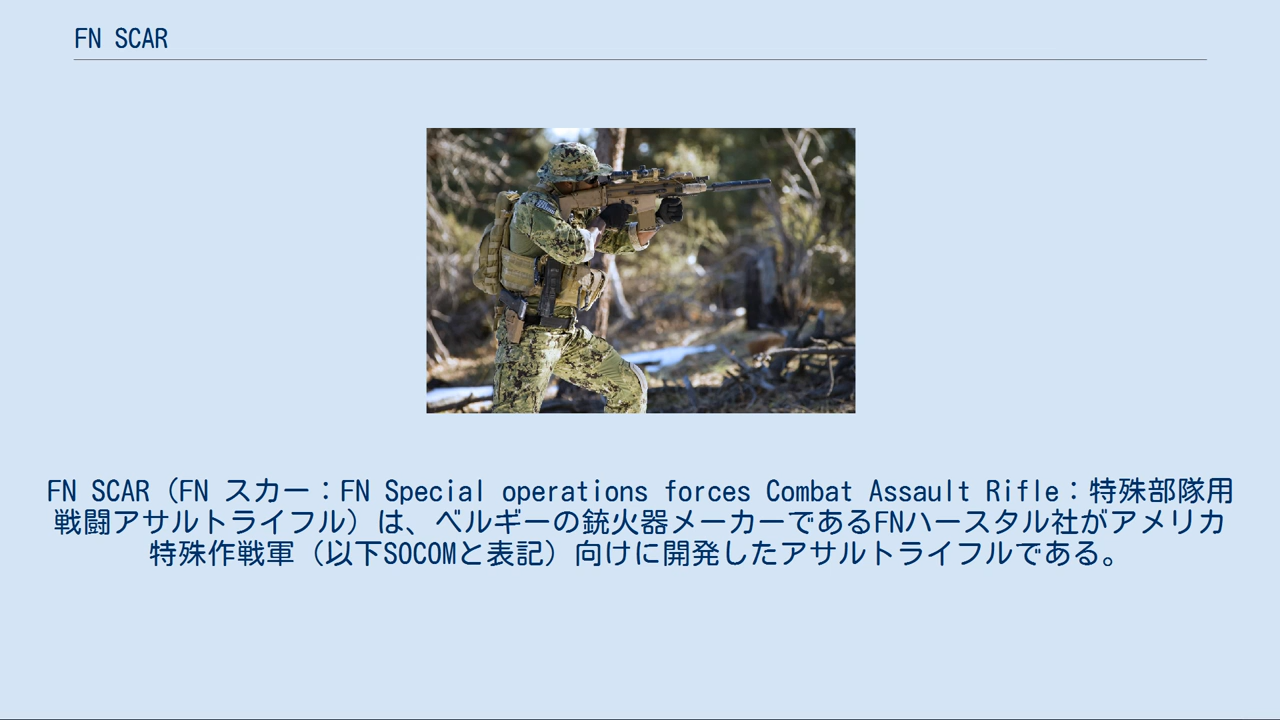 FN SCAR
FN SCAR（FN スカー：FN Special operations forces Combat Assault Rifle：特殊部隊用
戦闘アサルトライフル）は、ベルギーの銃火器メーカーであるFNハースタル社がアメリカ
特殊作戦軍（以下SOCOMと表記）向けに開発したアサルトライフルである。